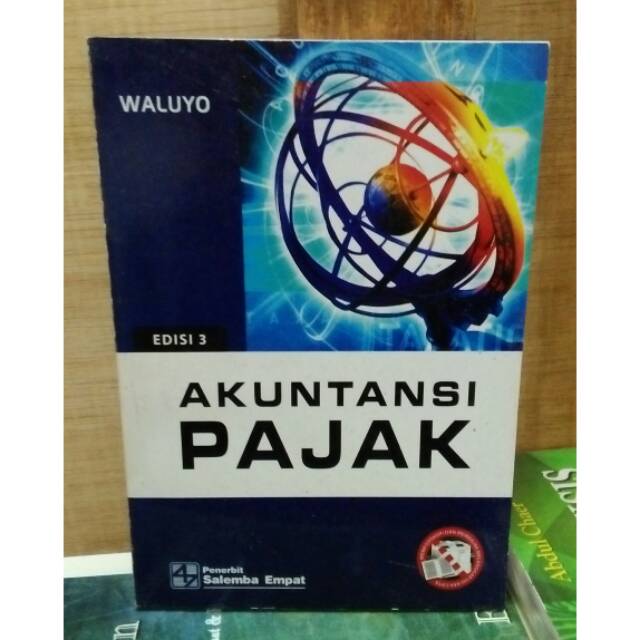 WALUYO
EDISI 3
AKUNTANSI
PAJAK
Penerbit
Salemba Empat
Abdul Chaer